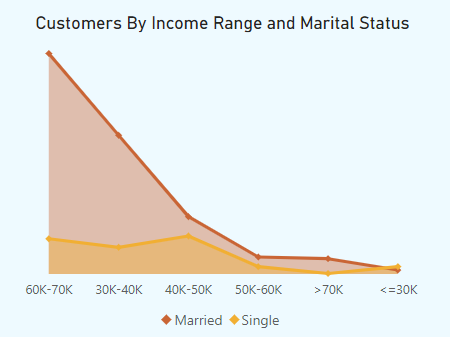 Customers By Income Range and Marital Status
60K-70K 30K-40K 40K-50K 50K-60K >70K <=30K
Married Single